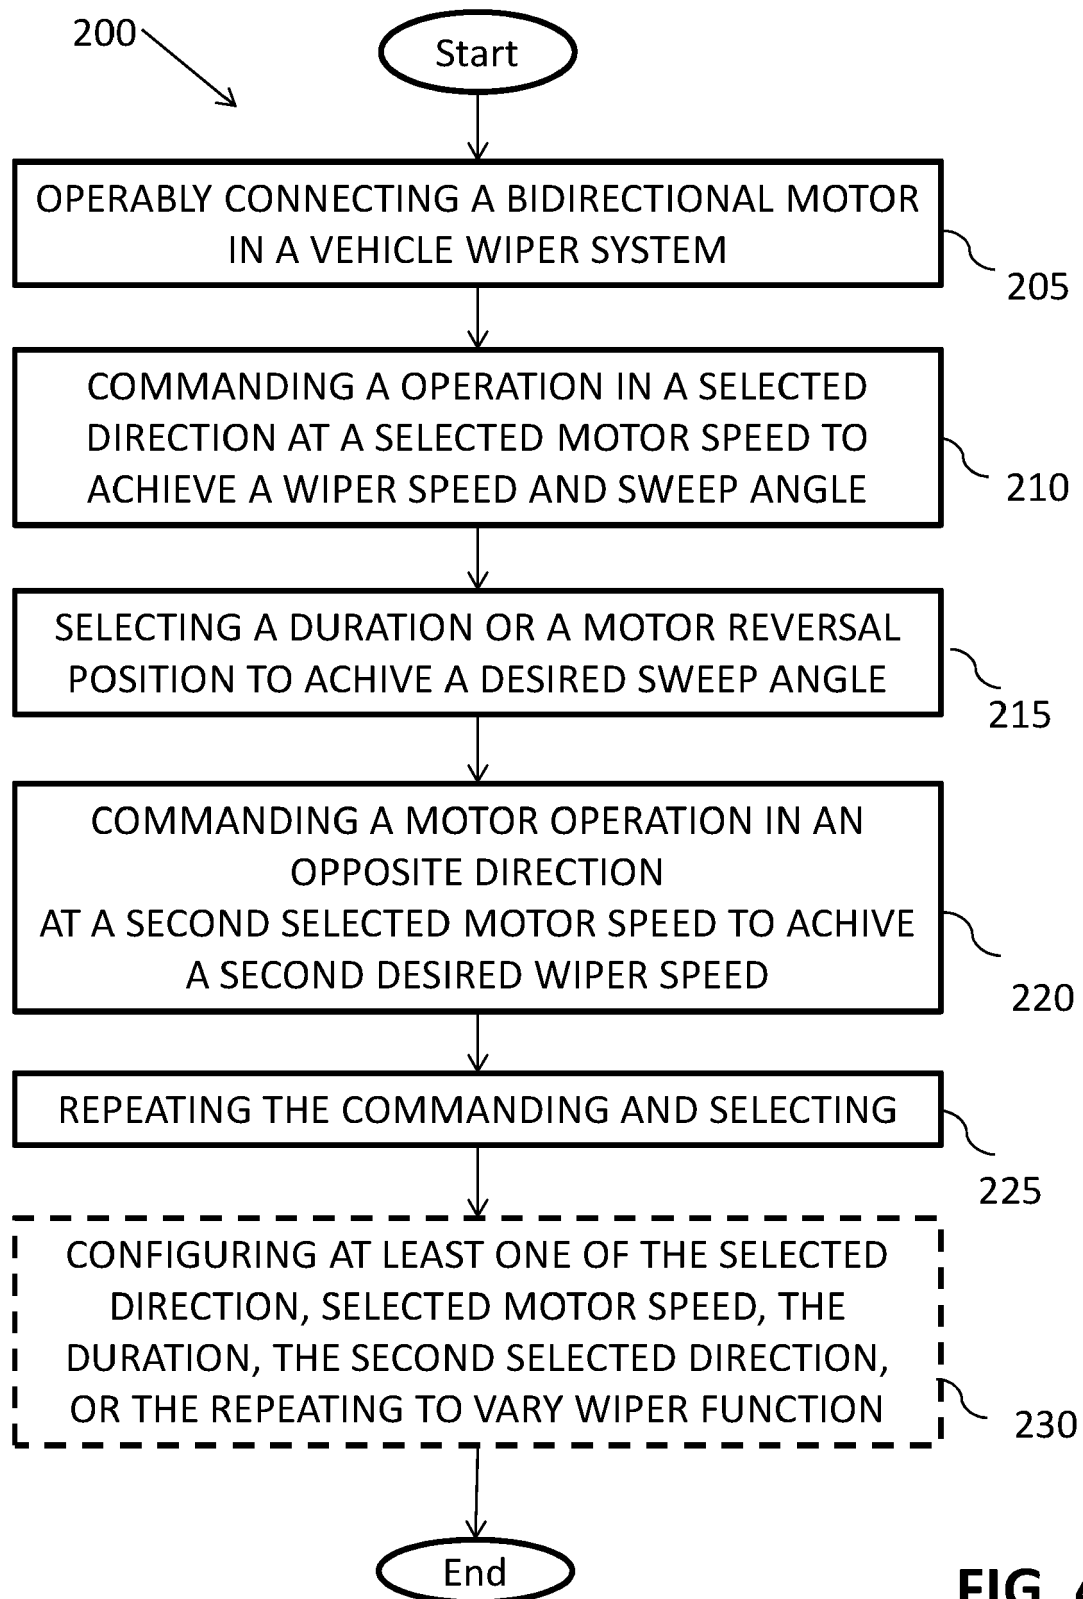 200
Start
OPERABLY CONNECTING A BIDIRECTIONAL MOTOR
IN A VEHICLE WIPER SYSTEM
205
COMMANDING A OPERATION IN A SELECTED
DIRECTION AT A SELECTED MOTOR SPEED TO
ACHIEVE A WIPER SPEED AND SWEEP ANGLE
210
SELECTING A DURATION OR A MOTOR REVERSAL
POSITION TO ACHIVE A DESIRED SWEEP ANGLE
215
COMMANDING A MOTOR OPERATION IN AN
OPPOSITE DIRECTION
AT A SECOND SELECTED MOTOR SPEED TO ACHIVE
A SECOND DESIRED WIPER SPEED
220
REPEATING THE COMMANDING AND SELECTING
225
CONFIGURING AT LEAST ONE OF THE SELECTED
DIRECTION, SELECTED MOTOR SPEED, THE
DURATION, THE SECOND SELECTED DIRECTION,
OR THE REPEATING TO VARY WIPER FUNCTION
230
End
FIG.